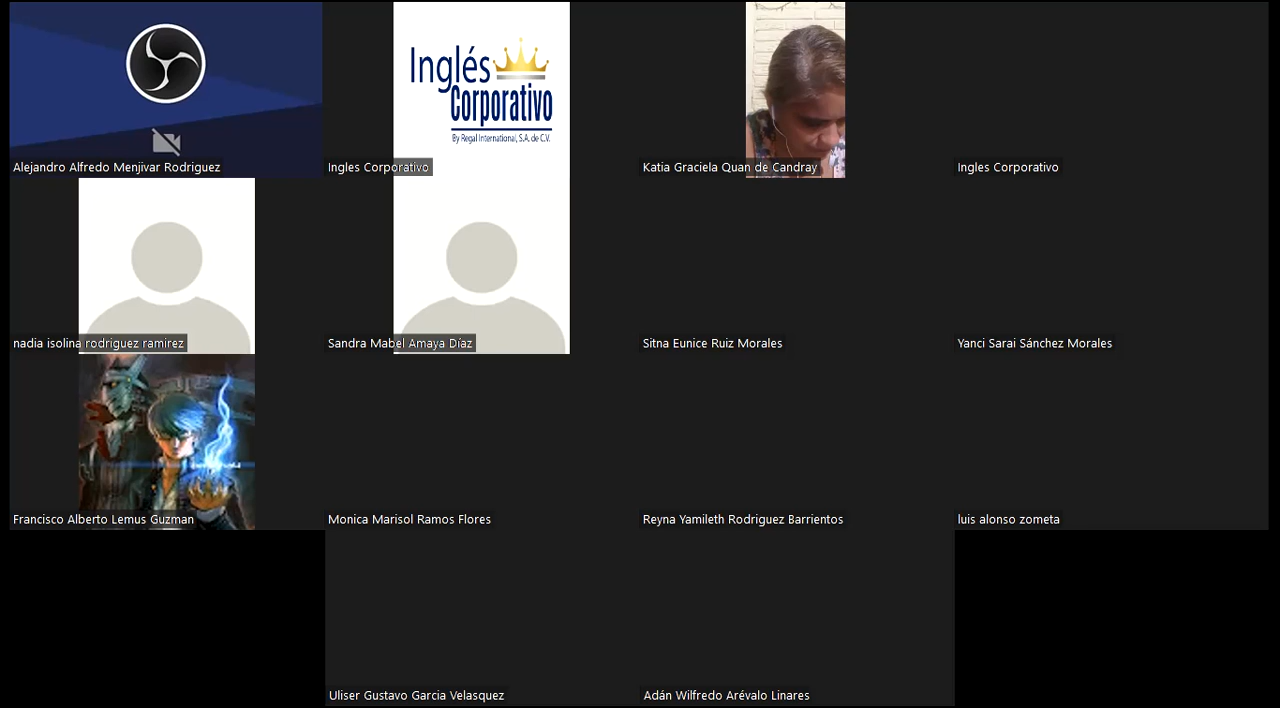 Inglés
Corporativo
By Regal International, S.A. de C.V.
Alejandro Alfredo Menjivar Rodriguez
Ingles Corporativo
Katia Graciela Quan de Candray
Ingles Corporativo
nadia isolina rodriguez ramirez
Sandra Mabel Amaya Díaz
Sitna Eunice Ruiz Morales
Yanci Sarai Sánchez Morales
Francisco Alberto Lemus Guzman
Monica Marisol Ramos Flores
Reyna Yamileth Rodriguez Barrientos
luis alonso zometa
Uliser Gustavo Garcia Velasquez
Adán Wilfredo Arévalo Linares